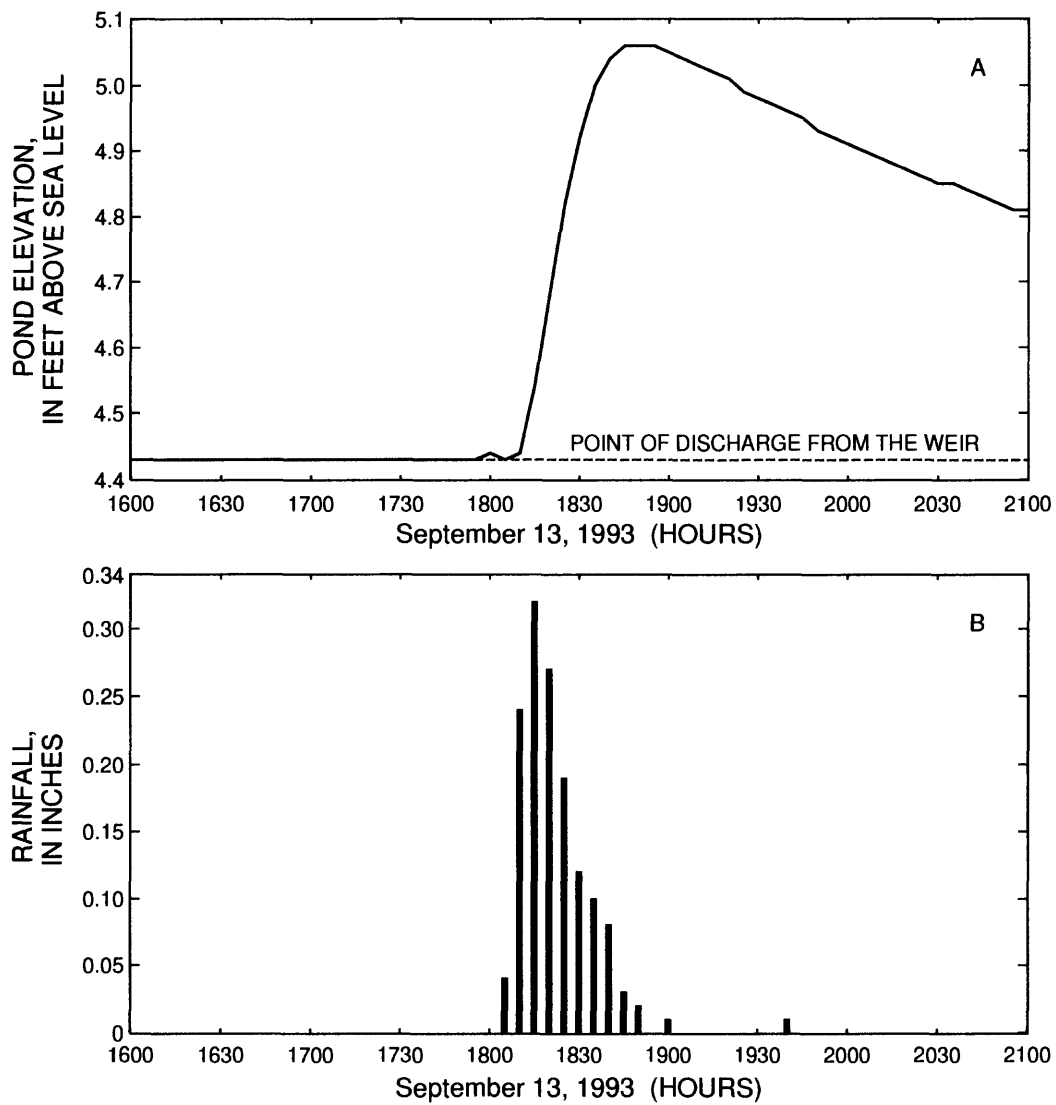 POND ELEVATION,
IN FEET ABOVE SEA LEVEL
5.1
5.0
4.9
4.8
4.7
4.6
4.5
4.4
A
POINT OF DISCHARGE FROM THE WEIR
1600 1630 1700 1730 1800 1830 1900 1930 2000 2030 2100
September 13, 1993 (HOURS)
RAINFALL,
IN INCHES
0.34
0.30
0.25
0.20
0.15
0.10
0.05
0
B
1600 1630 1700 1730 1800 1830 1900 1930 2000 2030 2100
September 13, 1993 (HOURS)